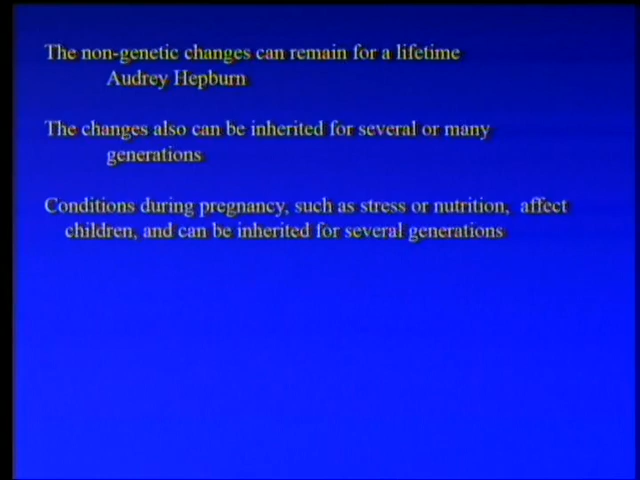 The non-genetic changes can remain for a lifetime
Audrey Hepburn
The changes also can be inherited for several or many
generations
Conditions during pregnancy, such as stress or nutrition, affect
children, and can be inherited for several generations